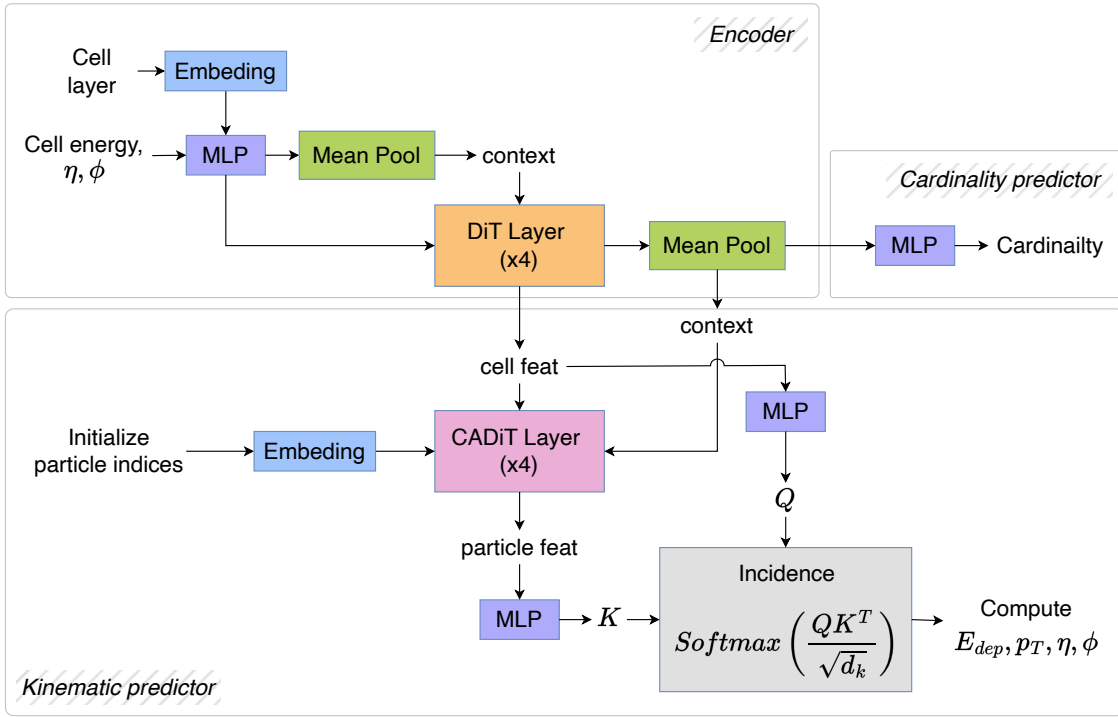 Encoder
Cell
layer
Embeding
Cell energy,
η, ϕ
MLP
Mean Pool
context
Cardinality predictor
DiT Layer
(x4)
Mean Pool
MLP
Cardinailty
context
cell feat
MLP
Initialize
particle indices
Embeding
CADiT Layer
(x4)
Q
particle feat
Incidence
Softmax(QK^T/√d_k)
MLP
K
Compute
E_{dep}, p_T, η, ϕ
Kinematic predictor